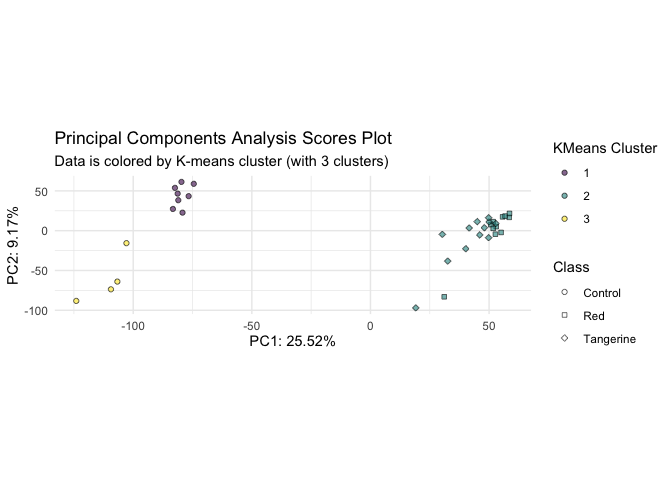 Principal Components Analysis Scores Plot
Data is colored by K-means cluster (with 3 clusters)
PC2: 9.17%
50
0
-50
-100
-100
-50
0
50
PC1: 25.52%
KMeans Cluster
1
2
3
Class
Control
Red
Tangerine